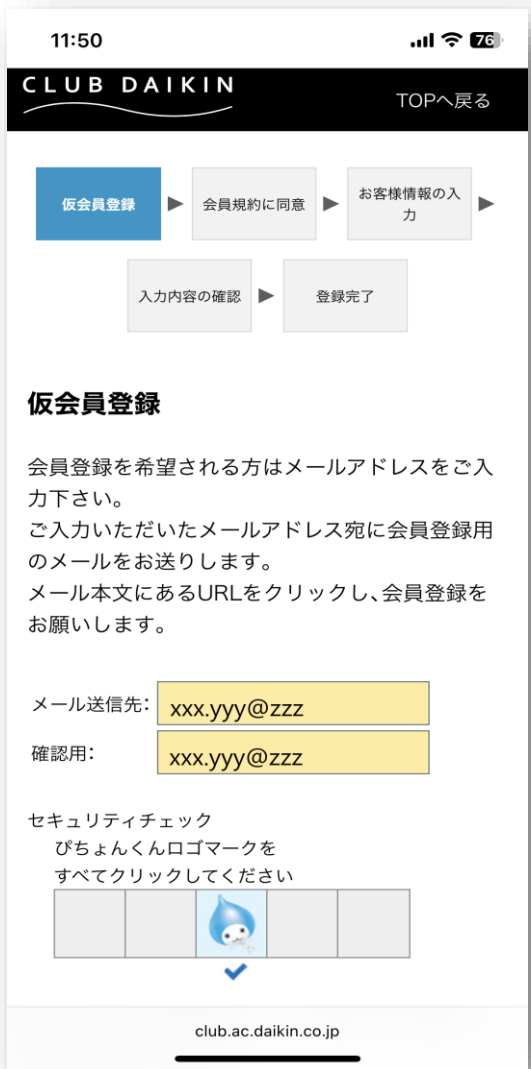 11:50
76
CLUB DAIKIN
TOPへ戻る
仮会員登録
会員規約に同意
お客様情報の入
力
入力内容の確認
登録完了
仮会員登録
会員登録を希望される方はメールアドレスをご入
力下さい。
ご入力いただいたメールアドレス宛に会員登録用
のメールをお送りします。
メール本文にあるURLをクリックし、会員登録を
お願いします。
メール送信先: xxx.yyy@zzz
確認用: xxx.yyy@zzz
セキュリティチェック
ぴちょんくんロゴマークを
すべてクリックしてください
club.ac.daikin.co.jp